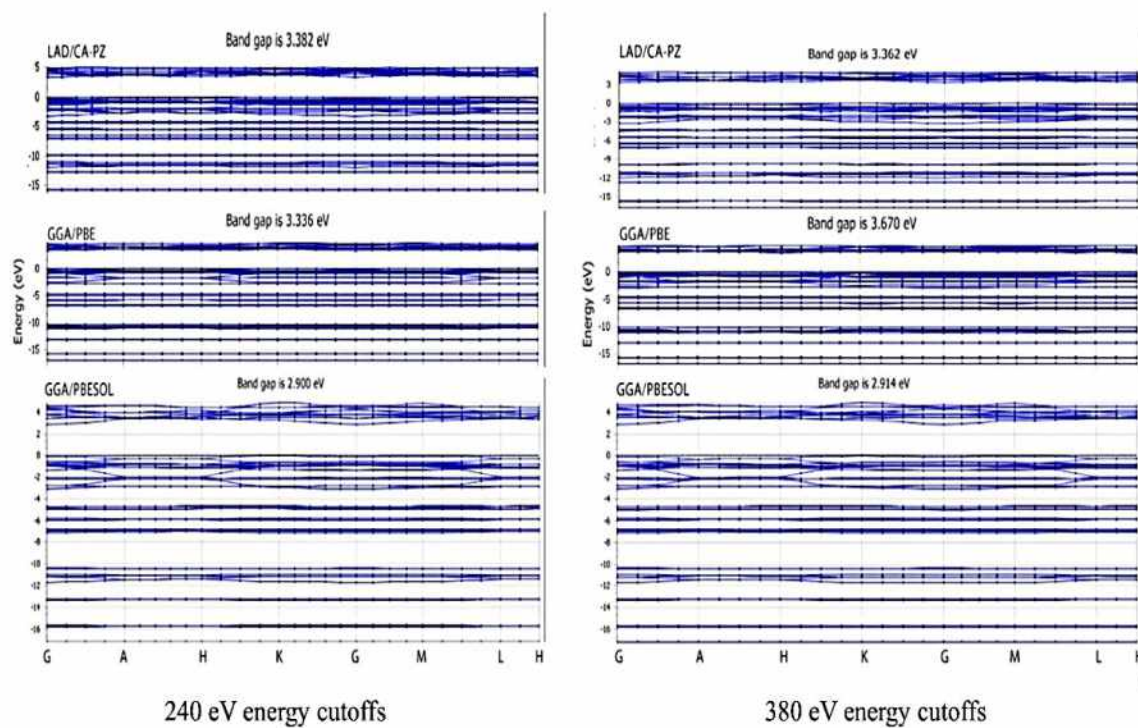 Band gap is 3.382 eV
LAD/CA-PZ
5
0
-5
-10
-15
Band gap is 3.336 eV
GGA/PBE
0
-5
-10
-15
Energy (eV)
Band gap is 2.900 eV
GGA/PBESOL
4
2
0
-2
-4
-6
-8
-10
-12
-14
-16
G A H K G M L H
240 eV energy cutoffs
LAD/CA-PZ
Band gap is 3.362 eV
3
0
-3
-6
-9
-12
-15
Band gap is 3.670 eV
GGA/PBE
0
-5
-10
-15
Energy (eV)
GGA/PBESOL
Band gap is 2.914 eV
4
2
0
-2
-4
-6
-8
-10
-12
-14
-16
G A H K G M L H
380 eV energy cutoffs